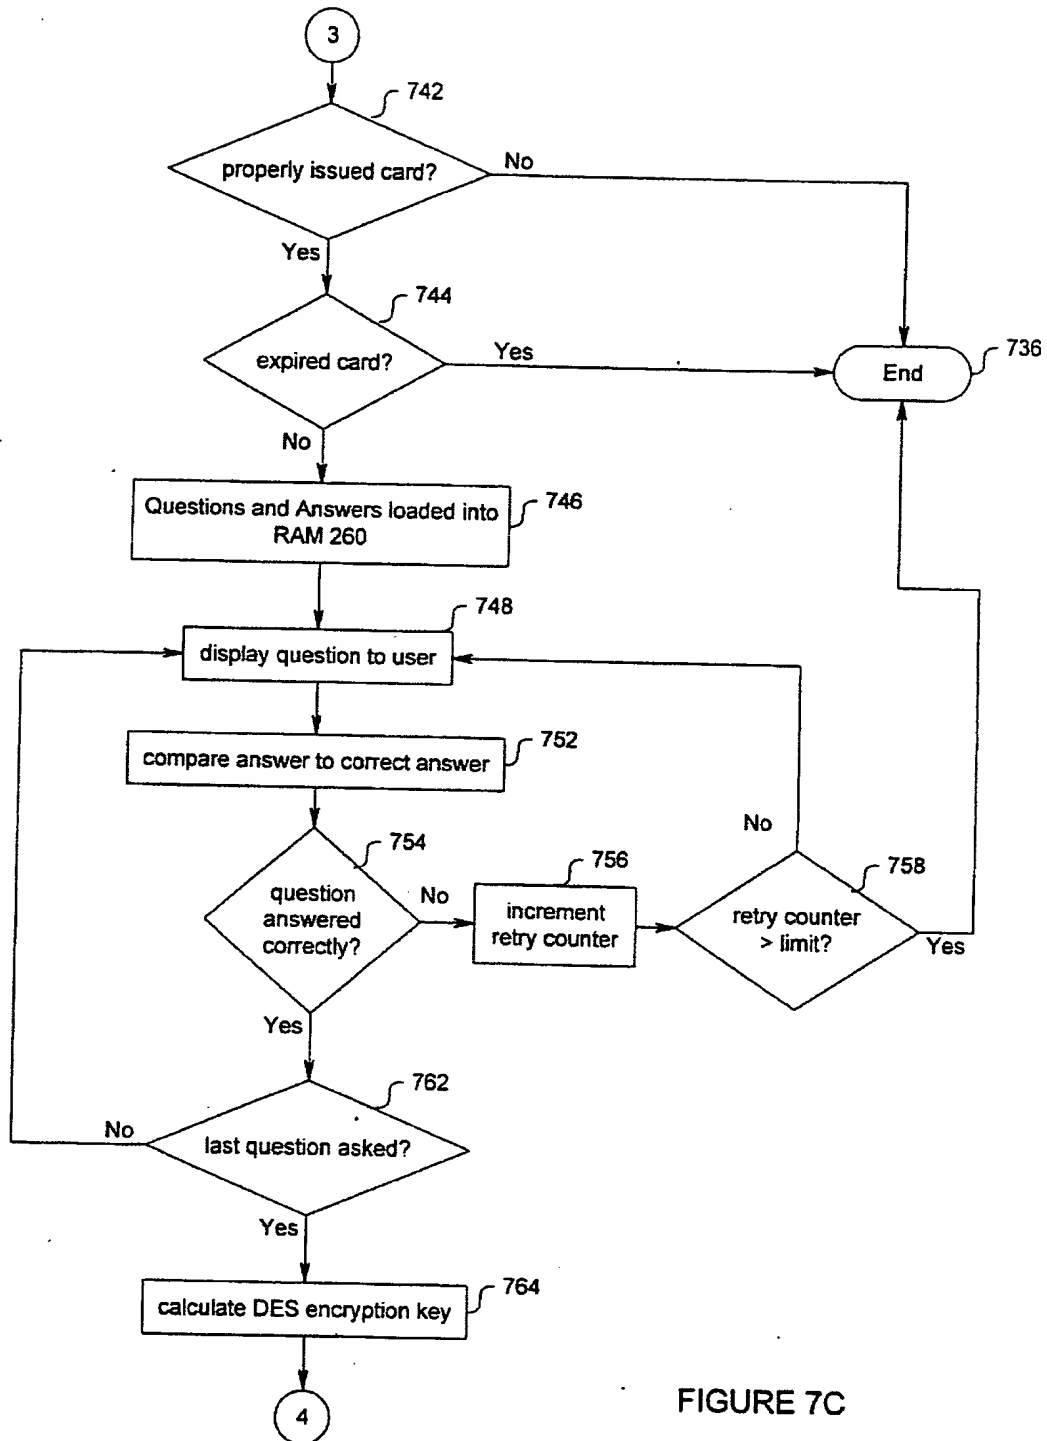 3
742
properly issued card?
No
Yes
744
expired card?
Yes
736
End
No
Questions and Answers loaded into
RAM 260
746
748
display question to user
752
compare answer to correct answer
No
754
question
answered
correctly?
No
756
increment
retry counter
758
retry counter
> limit?
Yes
Yes
762
No
last question asked?
Yes
764
calculate DES encryption key
4
FIGURE 7C